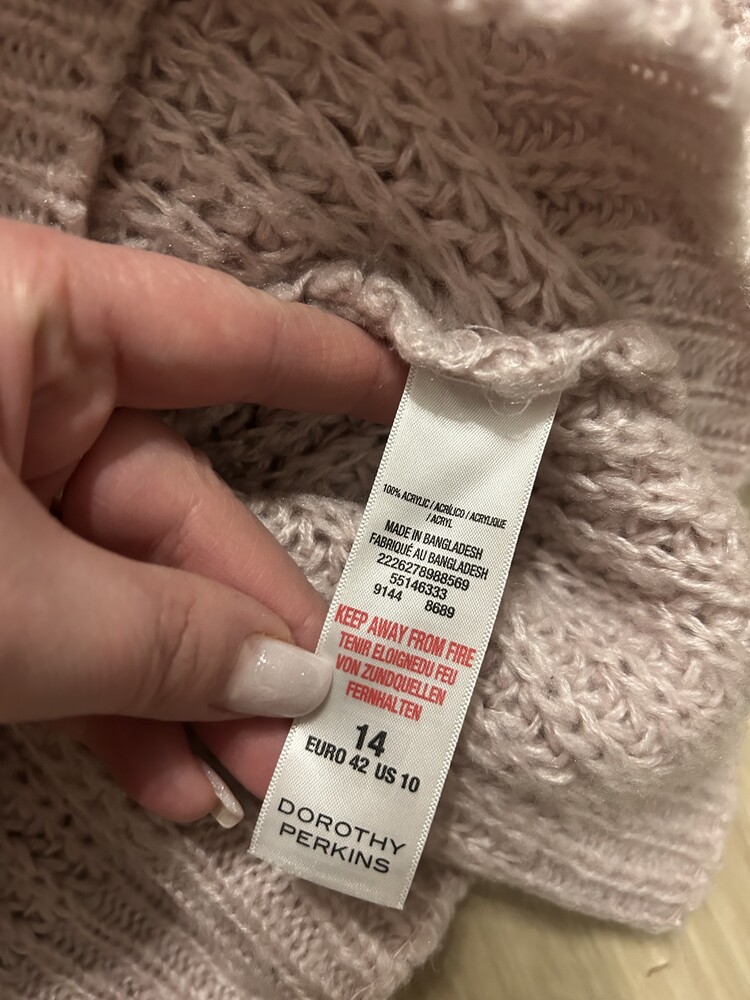 100% ACRYLIC / ACRÍLICO / ACRYLIQUE
/ ACRYL
MADE IN BANGLADESH
FABRIQUÉ AU BANGLADESH
2226278988569
55146333
9144 8689
KEEP AWAY FROM FIRE
TENIR ELOIGNEDU FEU
VON ZUNDQUELLEN
FERNHALTEN
14
EURO 42 US 10
DOROTHY
PERKINS